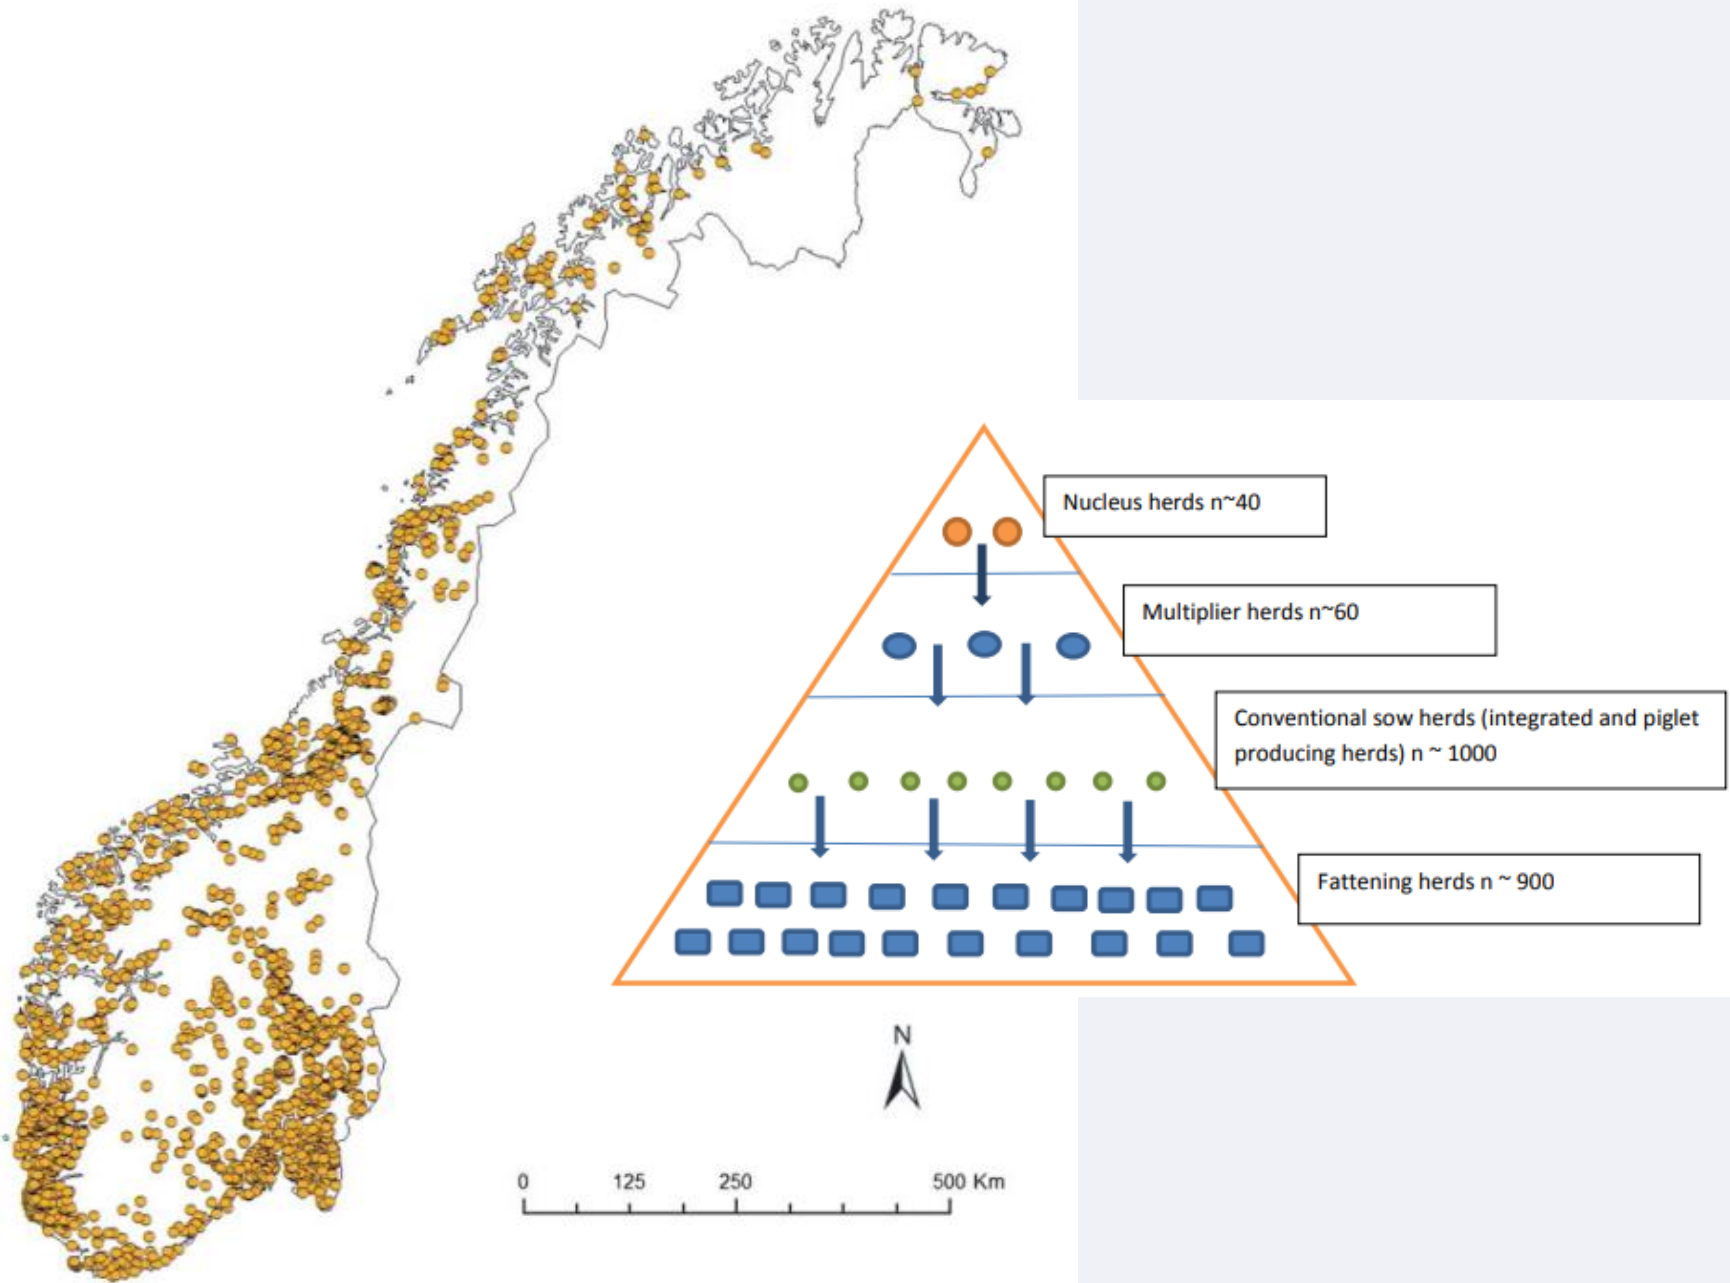 Nucleus herds n~40
Multiplier herds n~60
Conventional sow herds (integrated and piglet
producing herds) n ~ 1000
Fattening herds n ~ 900
N
0 125 250 500 Km